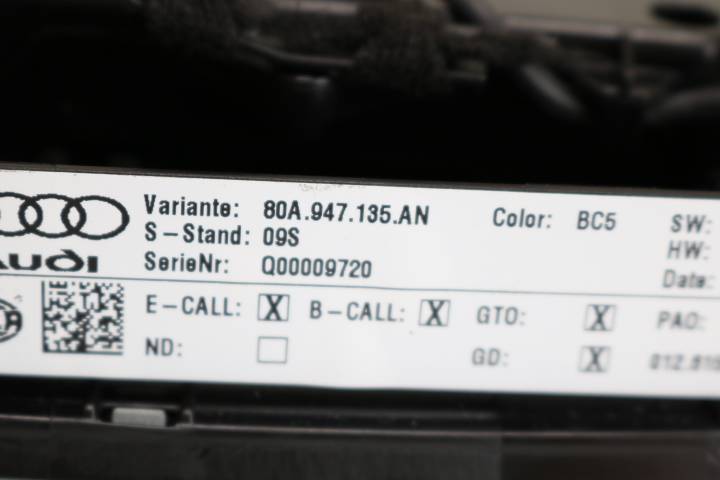 Variante: 80A.947.135.AN Color: BC5 SW:
S-Stand: 09S HW:
AUDI SerieNr: Q00009720 Date:
E-CALL: X B-CALL: X GTO: X PAO:
ND: GD: X